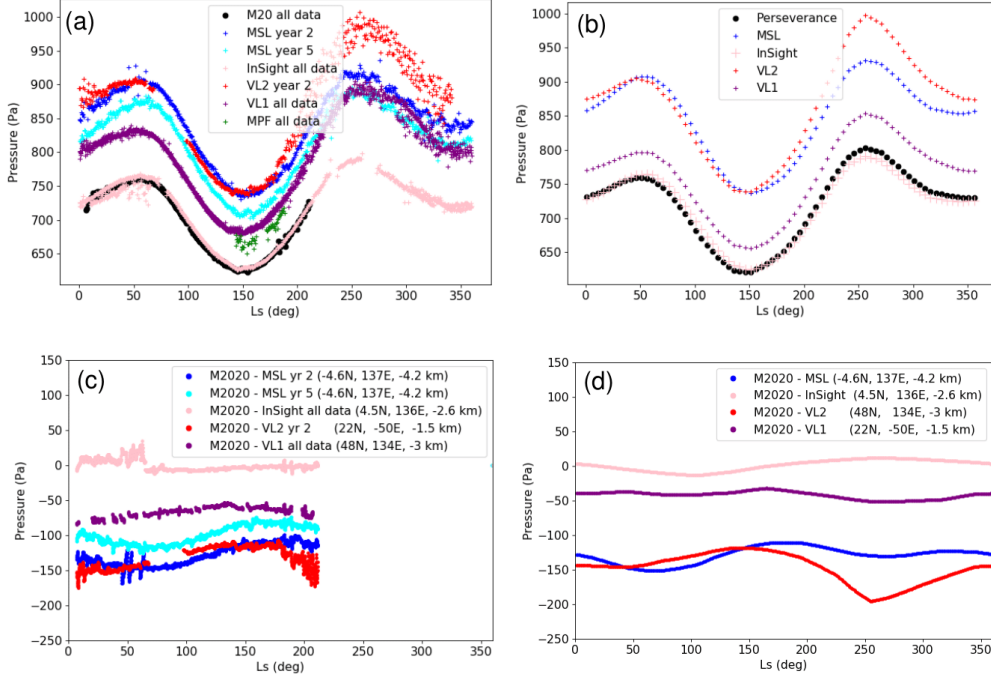 (a)
M20 all data
MSL year 2
MSL year 5
InSight all data
VL2 year 2
VL1 all data
MPF all data
1000
950
900
850
800
750
700
650
Pressure (Pa)
0 50 100 150 200 250 300 350
Ls (deg)
(b)
Perseverance
MSL
InSight
VL2
VL1
1000
950
900
850
800
750
700
650
Pressure (Pa)
0 50 100 150 200 250 300 350
Ls (deg)
(c)
M2020 - MSL yr 2 (-4.6N, 137E, -4.2 km)
M2020 - MSL yr 5 (-4.6N, 137E, -4.2 km)
M2020 - InSight all data (4.5N, 136E, -2.6 km)
M2020 - VL2 yr 2 (22N, -50E, -1.5 km)
M2020 - VL1 all data (48N, 134E, -3 km)
150
100
50
0
−50
−100
−150
−200
−250
Pressure (Pa)
0 50 100 150 200 250 300 350
Ls (deg)
(d)
M2020 - MSL (-4.6N, 137E, -4.2 km)
M2020 - InSight (4.5N, 136E, -2.6 km)
M2020 - VL2 (48N, 134E, -3 km)
M2020 - VL1 (22N, -50E, -1.5 km)
150
100
50
0
−50
−100
−150
−200
−250
Pressure (Pa)
0 50 100 150 200 250 300 350
Ls (deg)